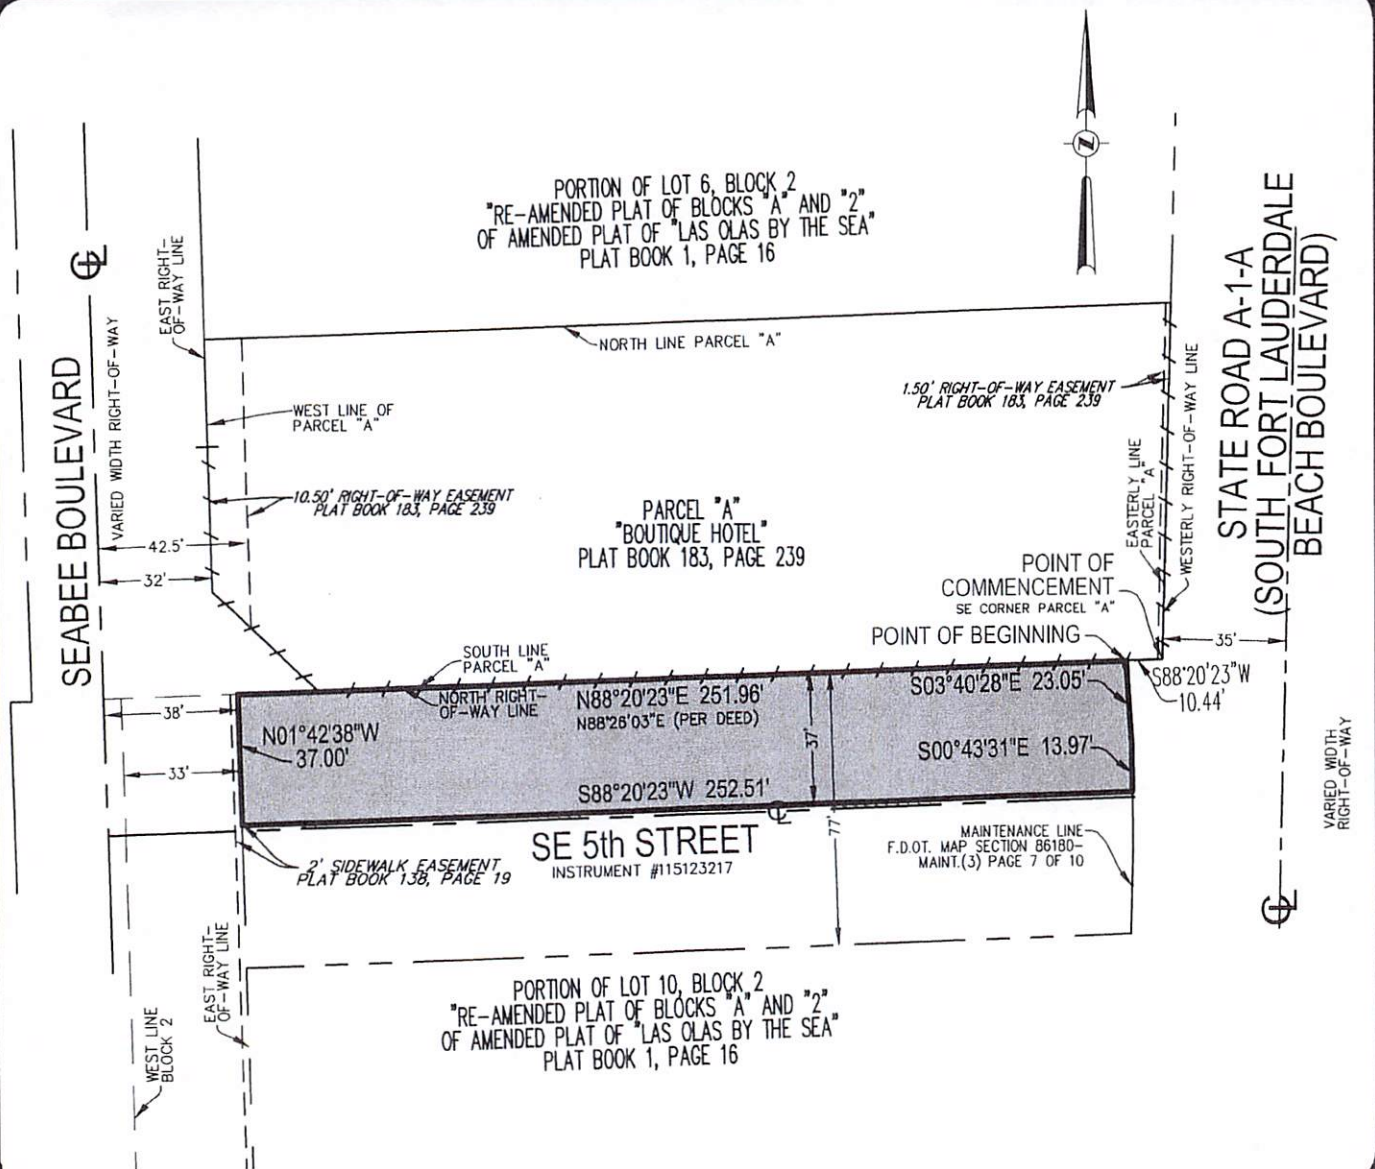 PORTION OF LOT 6, BLOCK 2
"RE-AMENDED PLAT OF BLOCKS "A" AND "2"
OF AMENDED PLAT OF "LAS OLAS BY THE SEA"
PLAT BOOK 1, PAGE 16
N
EAST RIGHT-
OF-WAY LINE
SEABEE BOULEVARD
VARIED WIDTH RIGHT-OF-WAY
NORTH LINE PARCEL "A"
WEST LINE OF
PARCEL "A"
1.50' RIGHT-OF-WAY EASEMENT
PLAT BOOK 183, PAGE 239
10.50' RIGHT-OF-WAY EASEMENT
PLAT BOOK 183, PAGE 239
PARCEL "A"
"BOUTIQUE HOTEL"
PLAT BOOK 183, PAGE 239
EASTERLY LINE
PARCEL "A"
WESTERLY RIGHT-OF-WAY LINE
STATE ROAD A-1-A
(SOUTH FORT LAUDERDALE
BEACH BOULEVARD)
42.5'
32'
POINT OF
COMMENCEMENT
SE CORNER PARCEL "A"
POINT OF BEGINNING
35'
SOUTH LINE
PARCEL "A"
NORTH RIGHT-
OF-WAY LINE
N88°20'23"E 251.96'
N88°26'03"E (PER DEED)
S03°40'28"E 23.05'
S88°20'23"W
10.44'
38'
N01°42'38"W
37.00'
37'
S00°43'31"E 13.97'
33'
S88°20'23"W 252.51'
77'
SE 5th STREET
INSTRUMENT #115123217
MAINTENANCE LINE
F.D.OT. MAP SECTION 86180-
MAINT.(3) PAGE 7 OF 10
VARIED WIDTH
RIGHT-OF-WAY
2' SIDEWALK EASEMENT
PLAT BOOK 138, PAGE 19
EAST RIGHT-
OF-WAY LINE
WEST LINE
BLOCK 2
PORTION OF LOT 10, BLOCK 2
"RE-AMENDED PLAT OF BLOCKS "A" AND "2"
OF AMENDED PLAT OF "LAS OLAS BY THE SEA"
PLAT BOOK 1, PAGE 16